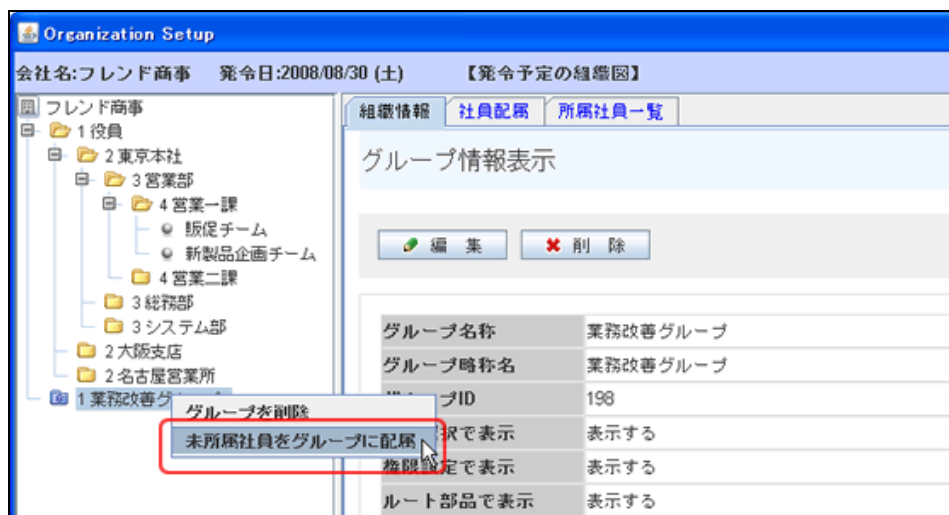 Organization Setup
会社名:フレンド商事 発令日:2008/08/30 (土) 【発令予定の組織図】
フレンド商事
1 役員
2 東京本社
3 営業部
4 営業一課
販促チーム
新製品企画チーム
4 営業二課
3 総務部
3 システム部
2 大阪支店
2 名古屋営業所
1 業務改善グ
グループを削除
未所属社員をグループに配属
組織情報 社員配属 所属社員一覧
グループ情報表示
編 集 削 除
グループ名称 業務改善グループ
グループ略称名 業務改善グループ
プID 198
択で表示 表示する
権限設定で表示 表示する
ルート部品で表示 表示する